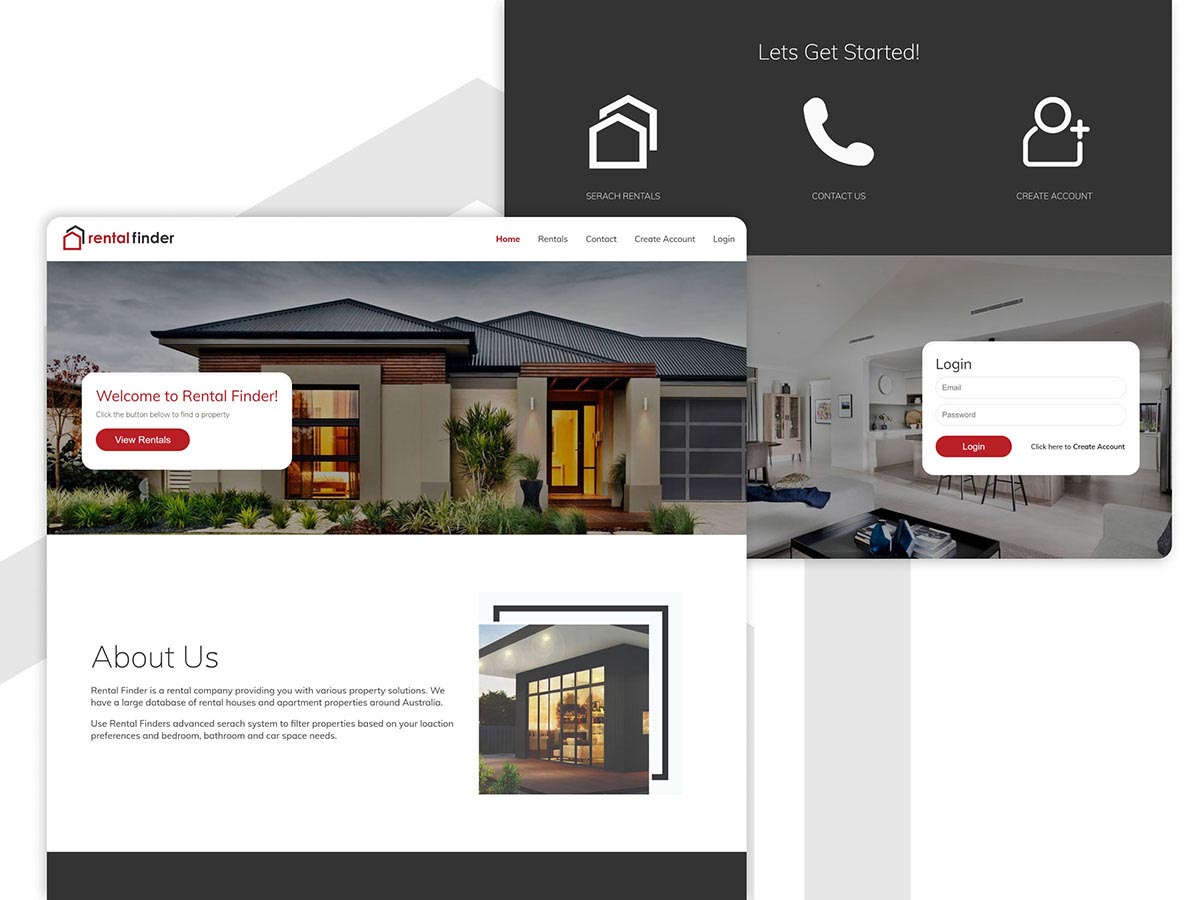 Lets Get Started!
SERACH RENTALS
CONTACT US
CREATE ACCOUNT
rental finder
Home
Rentals
Contact
Create Account
Login
Welcome to Rental Finder!
Click the button below to find a property
View Rentals
Login
Email
Password
Login
Click here to Create Account
About Us
Rental Finder is a rental company providing you with various property solutions. We
have a large database of rental houses and apartment properties around Australia.
Use Rental Finders advanced serach system to filter properties based on your loaction
preferences and bedroom, bathroom and car space needs.